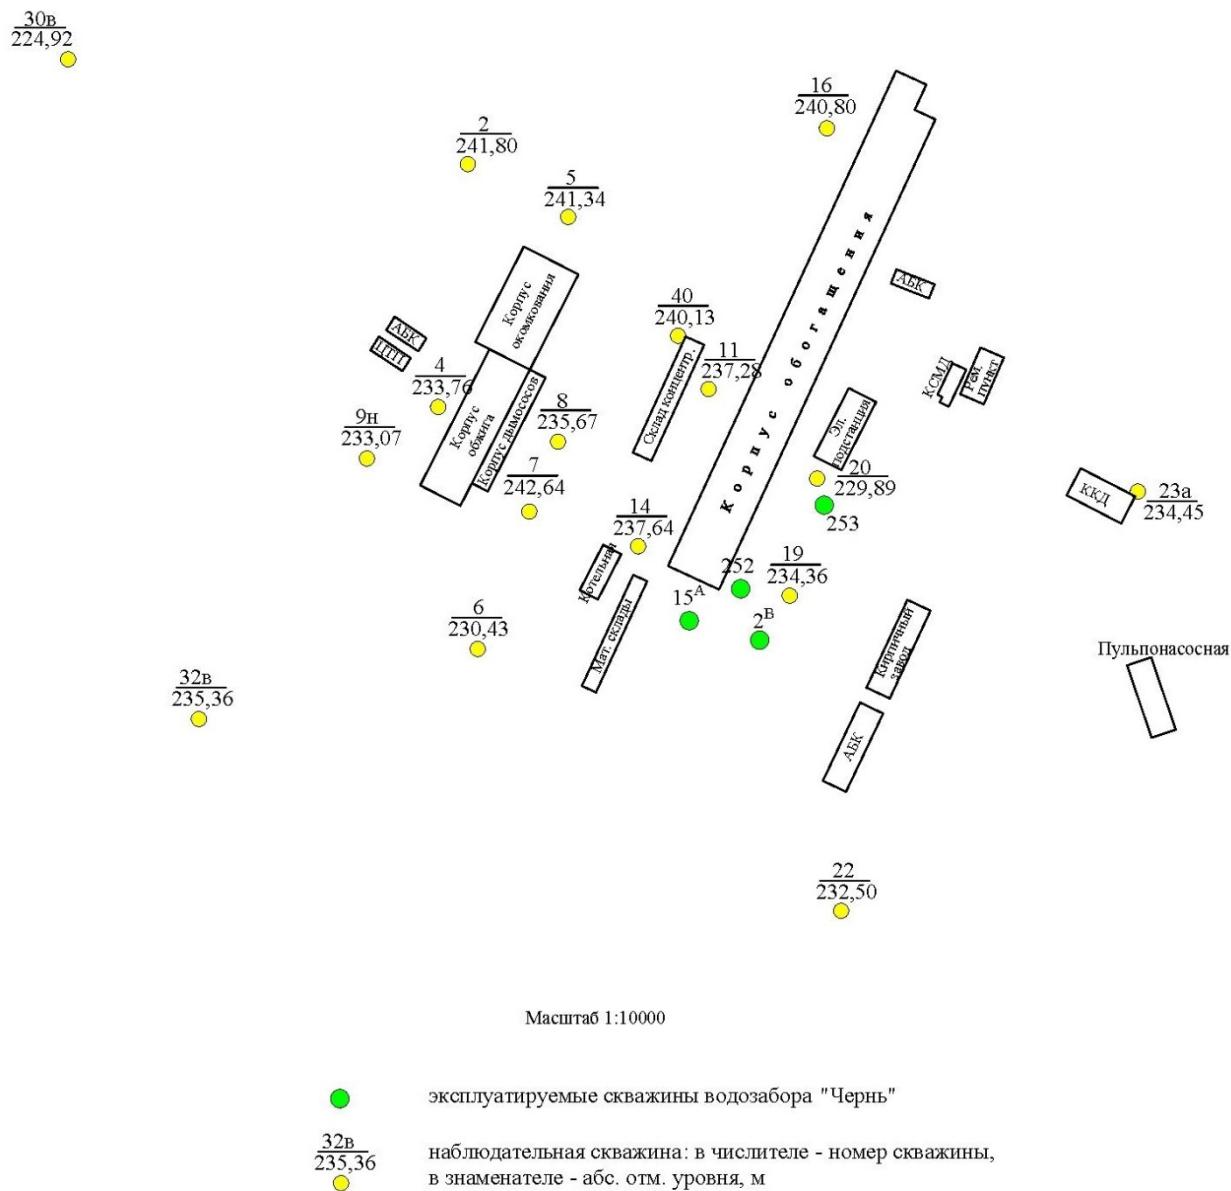 30в
224,92
16
240,80
2
241,80
5
241,34
Корпус обогащения
АБК
Корпус
окомкования
40
240,13
АБК
ЦТП
11
237,28
КСМД
Рем.
пункт
4
233,76
Склад концентр.
8
235,67
Эл.
подстанция
Корпус
обжига
Корпус дымососов
9н
233,07
7
242,64
20
229,89
ККД
23а
234,45
253
14
237,64
252
19
234,36
Котельная
15А
2В
6
230,43
Мат. склады
Кирпичный
завод
Пульпонасосная
32в
235,36
АБК
22
232,50
Масштаб 1:10000
эксплуатируемые скважины водозабора "Чернь"
32в
235,36
наблюдательная скважина: в числителе - номер скважины,
в знаменателе - абс. отм. уровня, м